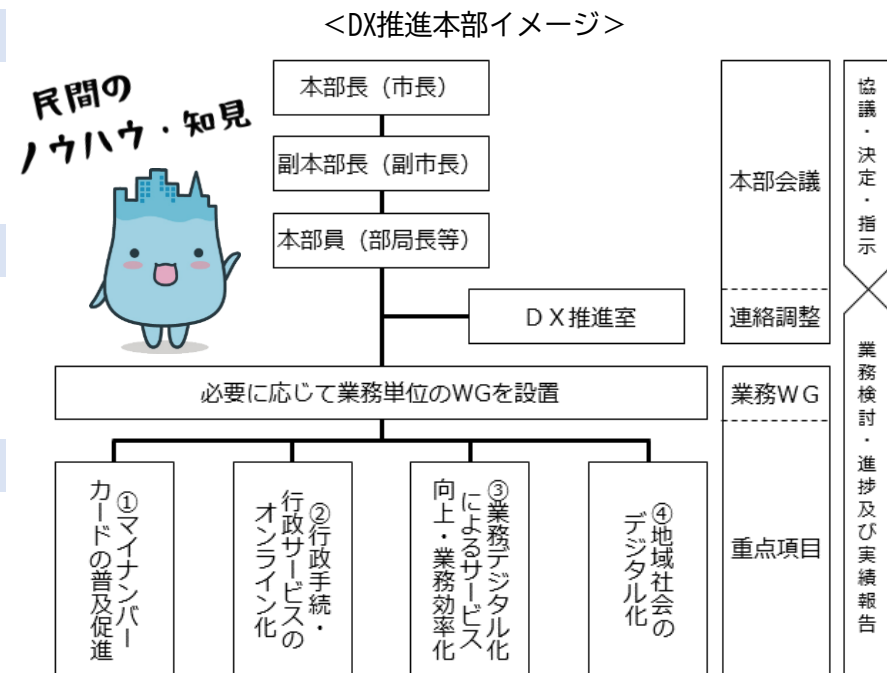 ＜DX推進本部イメージ＞
民間の
ノウハウ・知見
本部長（市長）
副本部長（副市長）
本部員（部局長等）
ＤＸ推進室
必要に応じて業務単位のWGを設置
①マイナンバー
カードの普及促進
②行政手続・
行政サービスの
オンライン化
③業務デジタル化
によるサービス
向上・業務効率化
④地域社会の
デジタル化
本部会議
連絡調整
業務ＷＧ
重点項目
協議・決定・指示
業務検討・進捗及び実績報告